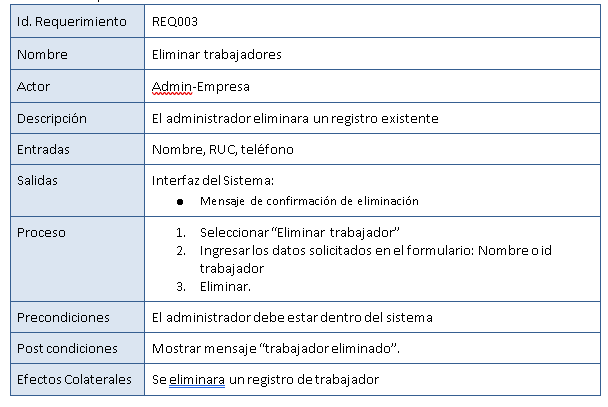 Id. Requerimiento REQ003
Nombre Eliminar trabajadores
Actor Admin-Empresa
Descripción El administrador eliminara un registro existente
Entradas Nombre, RUC, teléfono
Salidas Interfaz del Sistema:
● Mensaje de confirmación de eliminación
Proceso 1. Seleccionar “Eliminar trabajador”
2. Ingresar los datos solicitados en el formulario: Nombre o id
trabajador
3. Eliminar.
Precondiciones El administrador debe estar dentro del sistema
Post condiciones Mostrar mensaje “trabajador eliminado”.
Efectos Colaterales Se eliminara un registro de trabajador